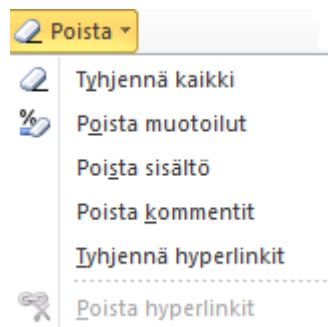 Poista
Tyhjennä kaikki
Poista muotoilut
Poista sisältö
Poista kommentit
Tyhjennä hyperlinkit
Poista hyperlinkit